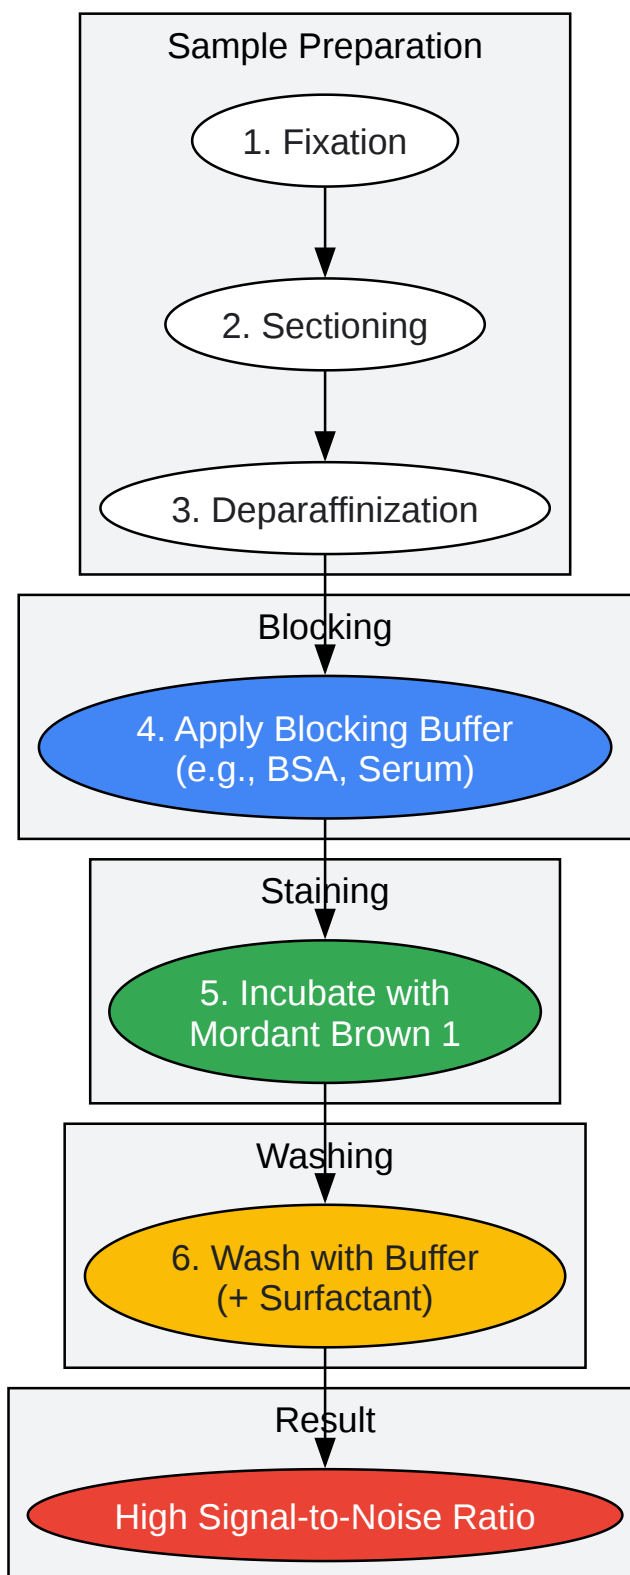 Sample Preparation
1. Fixation
2. Sectioning
3. Deparaffinization
Blocking
4. Apply Blocking Buffer
(e.g., BSA, Serum)
Staining
5. Incubate with
Mordant Brown 1
Washing
6. Wash with Buffer
(+ Surfactant)
Result
High Signal-to-Noise Ratio